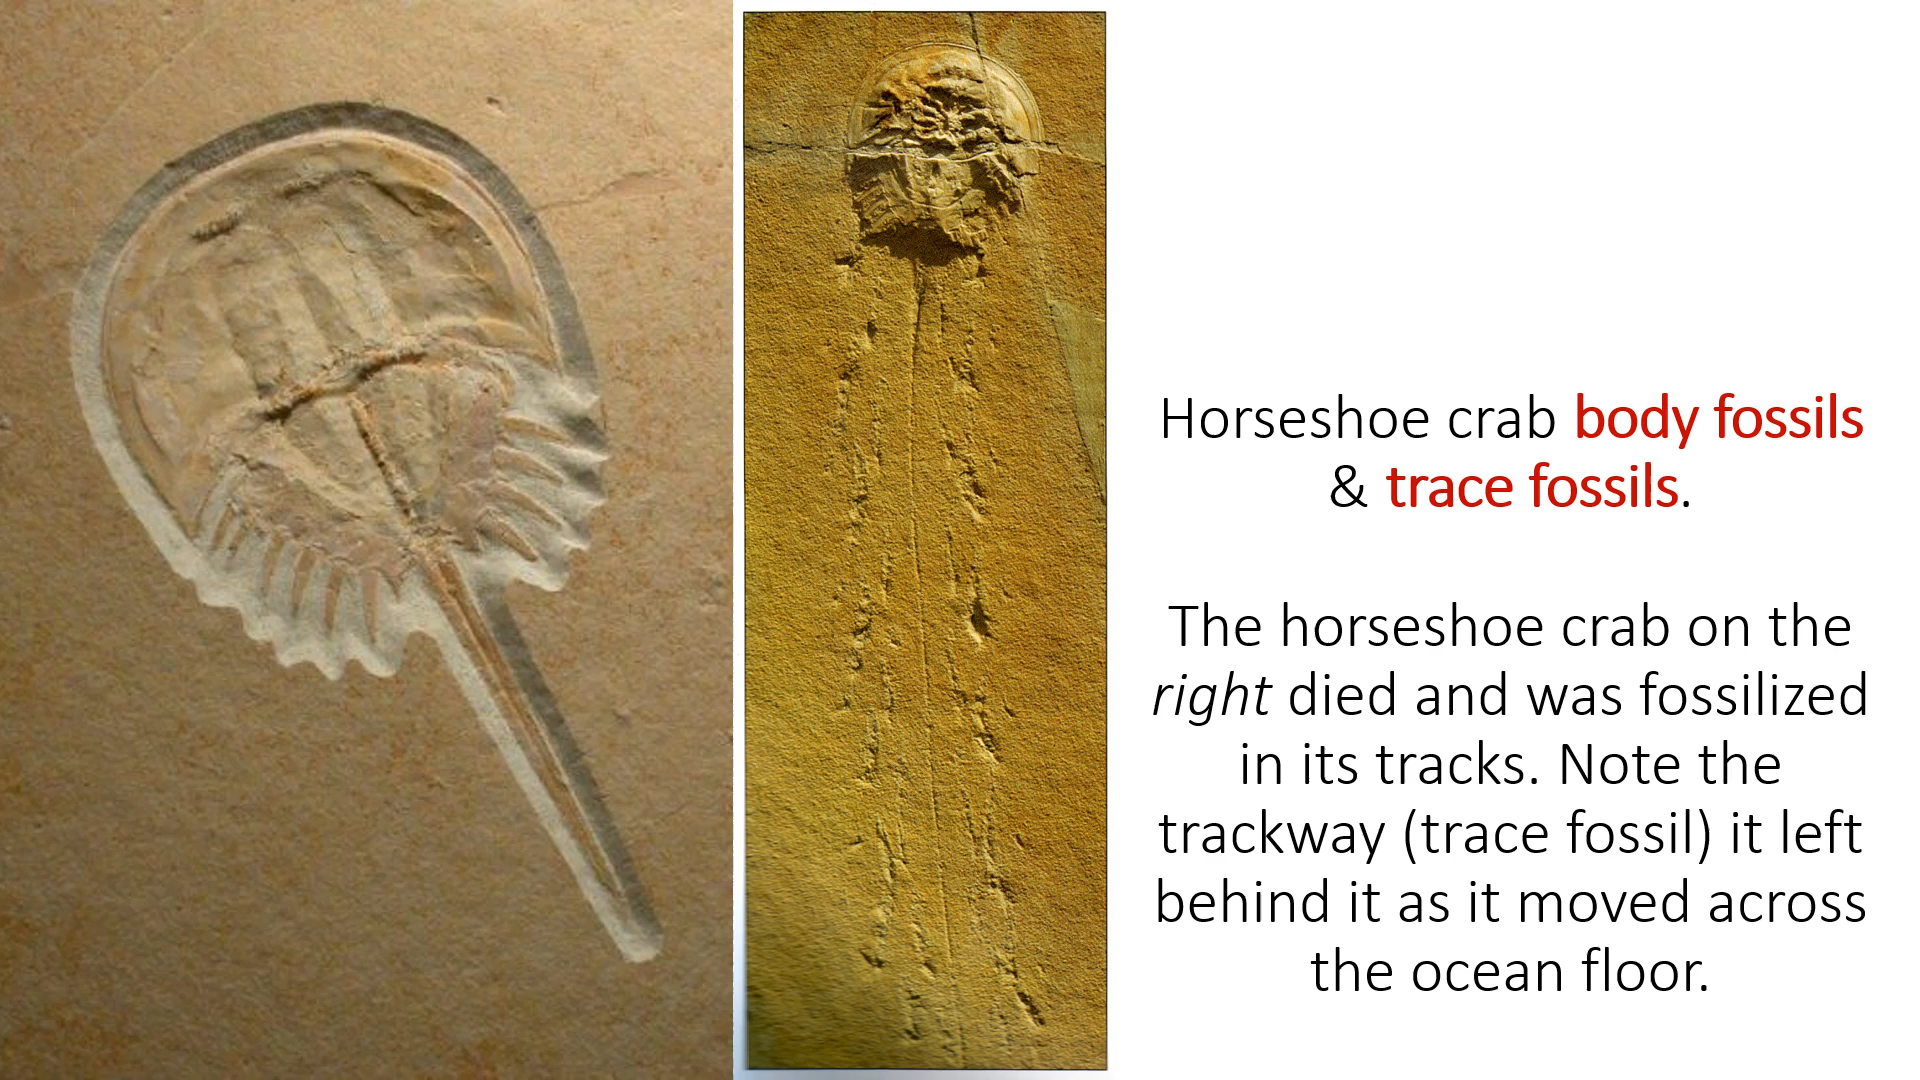 Horseshoe crab body fossils
& trace fossils.
The horseshoe crab on the
right died and was fossilized
in its tracks. Note the
trackway (trace fossil) it left
behind it as it moved across
the ocean floor.